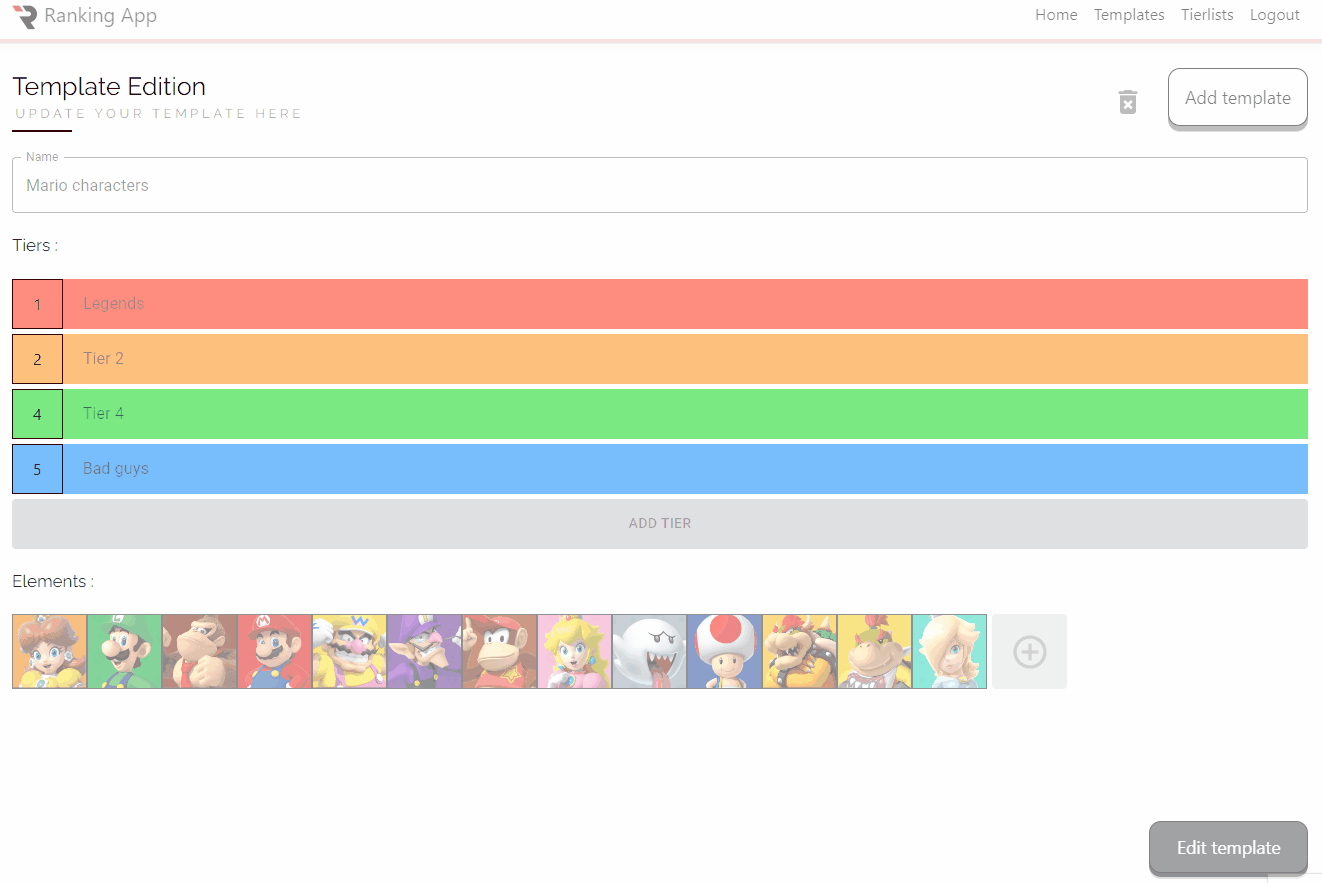 Ranking App
Home Templates Tierlists Logout
Template Edition
UPDATE YOUR TEMPLATE HERE
Add template
Name
Mario characters
Tiers :
1 Legends
2 Tier 2
4 Tier 4
5 Bad guys
ADD TIER
Elements :
Edit template